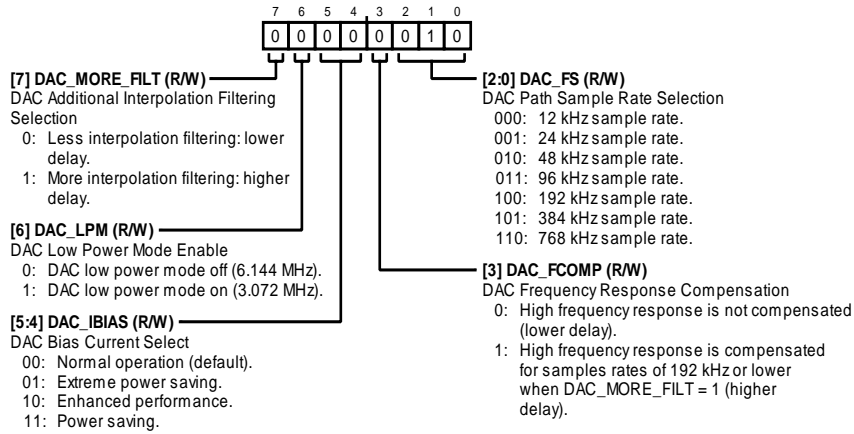 7 6 5 4 3 2 1 0
0 0 0 0 0 0 1 0
[7] DAC_MORE_FILT (R/W)
DAC Additional Interpolation Filtering
Selection
0: Less interpolation filtering: lower
delay.
1: More interpolation filtering: higher
delay.
[6] DAC_LPM (R/W)
DAC Low Power Mode Enable
0: DAC low power mode off (6.144 MHz).
1: DAC low power mode on (3.072 MHz).
[5:4] DAC_IBIAS (R/W)
DAC Bias Current Select
00: Normal operation (default).
01: Extreme power saving.
10: Enhanced performance.
11: Power saving.
[2:0] DAC_FS (R/W)
DAC Path Sample Rate Selection
000: 12 kHz sample rate.
001: 24 kHz sample rate.
010: 48 kHz sample rate.
011: 96 kHz sample rate.
100: 192 kHz sample rate.
101: 384 kHz sample rate.
110: 768 kHz sample rate.
[3] DAC_FCOMP (R/W)
DAC Frequency Response Compensation
0: High frequency response is not compensated
(lower delay).
1: High frequency response is compensated
for samples rates of 192 kHz or lower
when DAC_MORE_FILT = 1 (higher
delay).